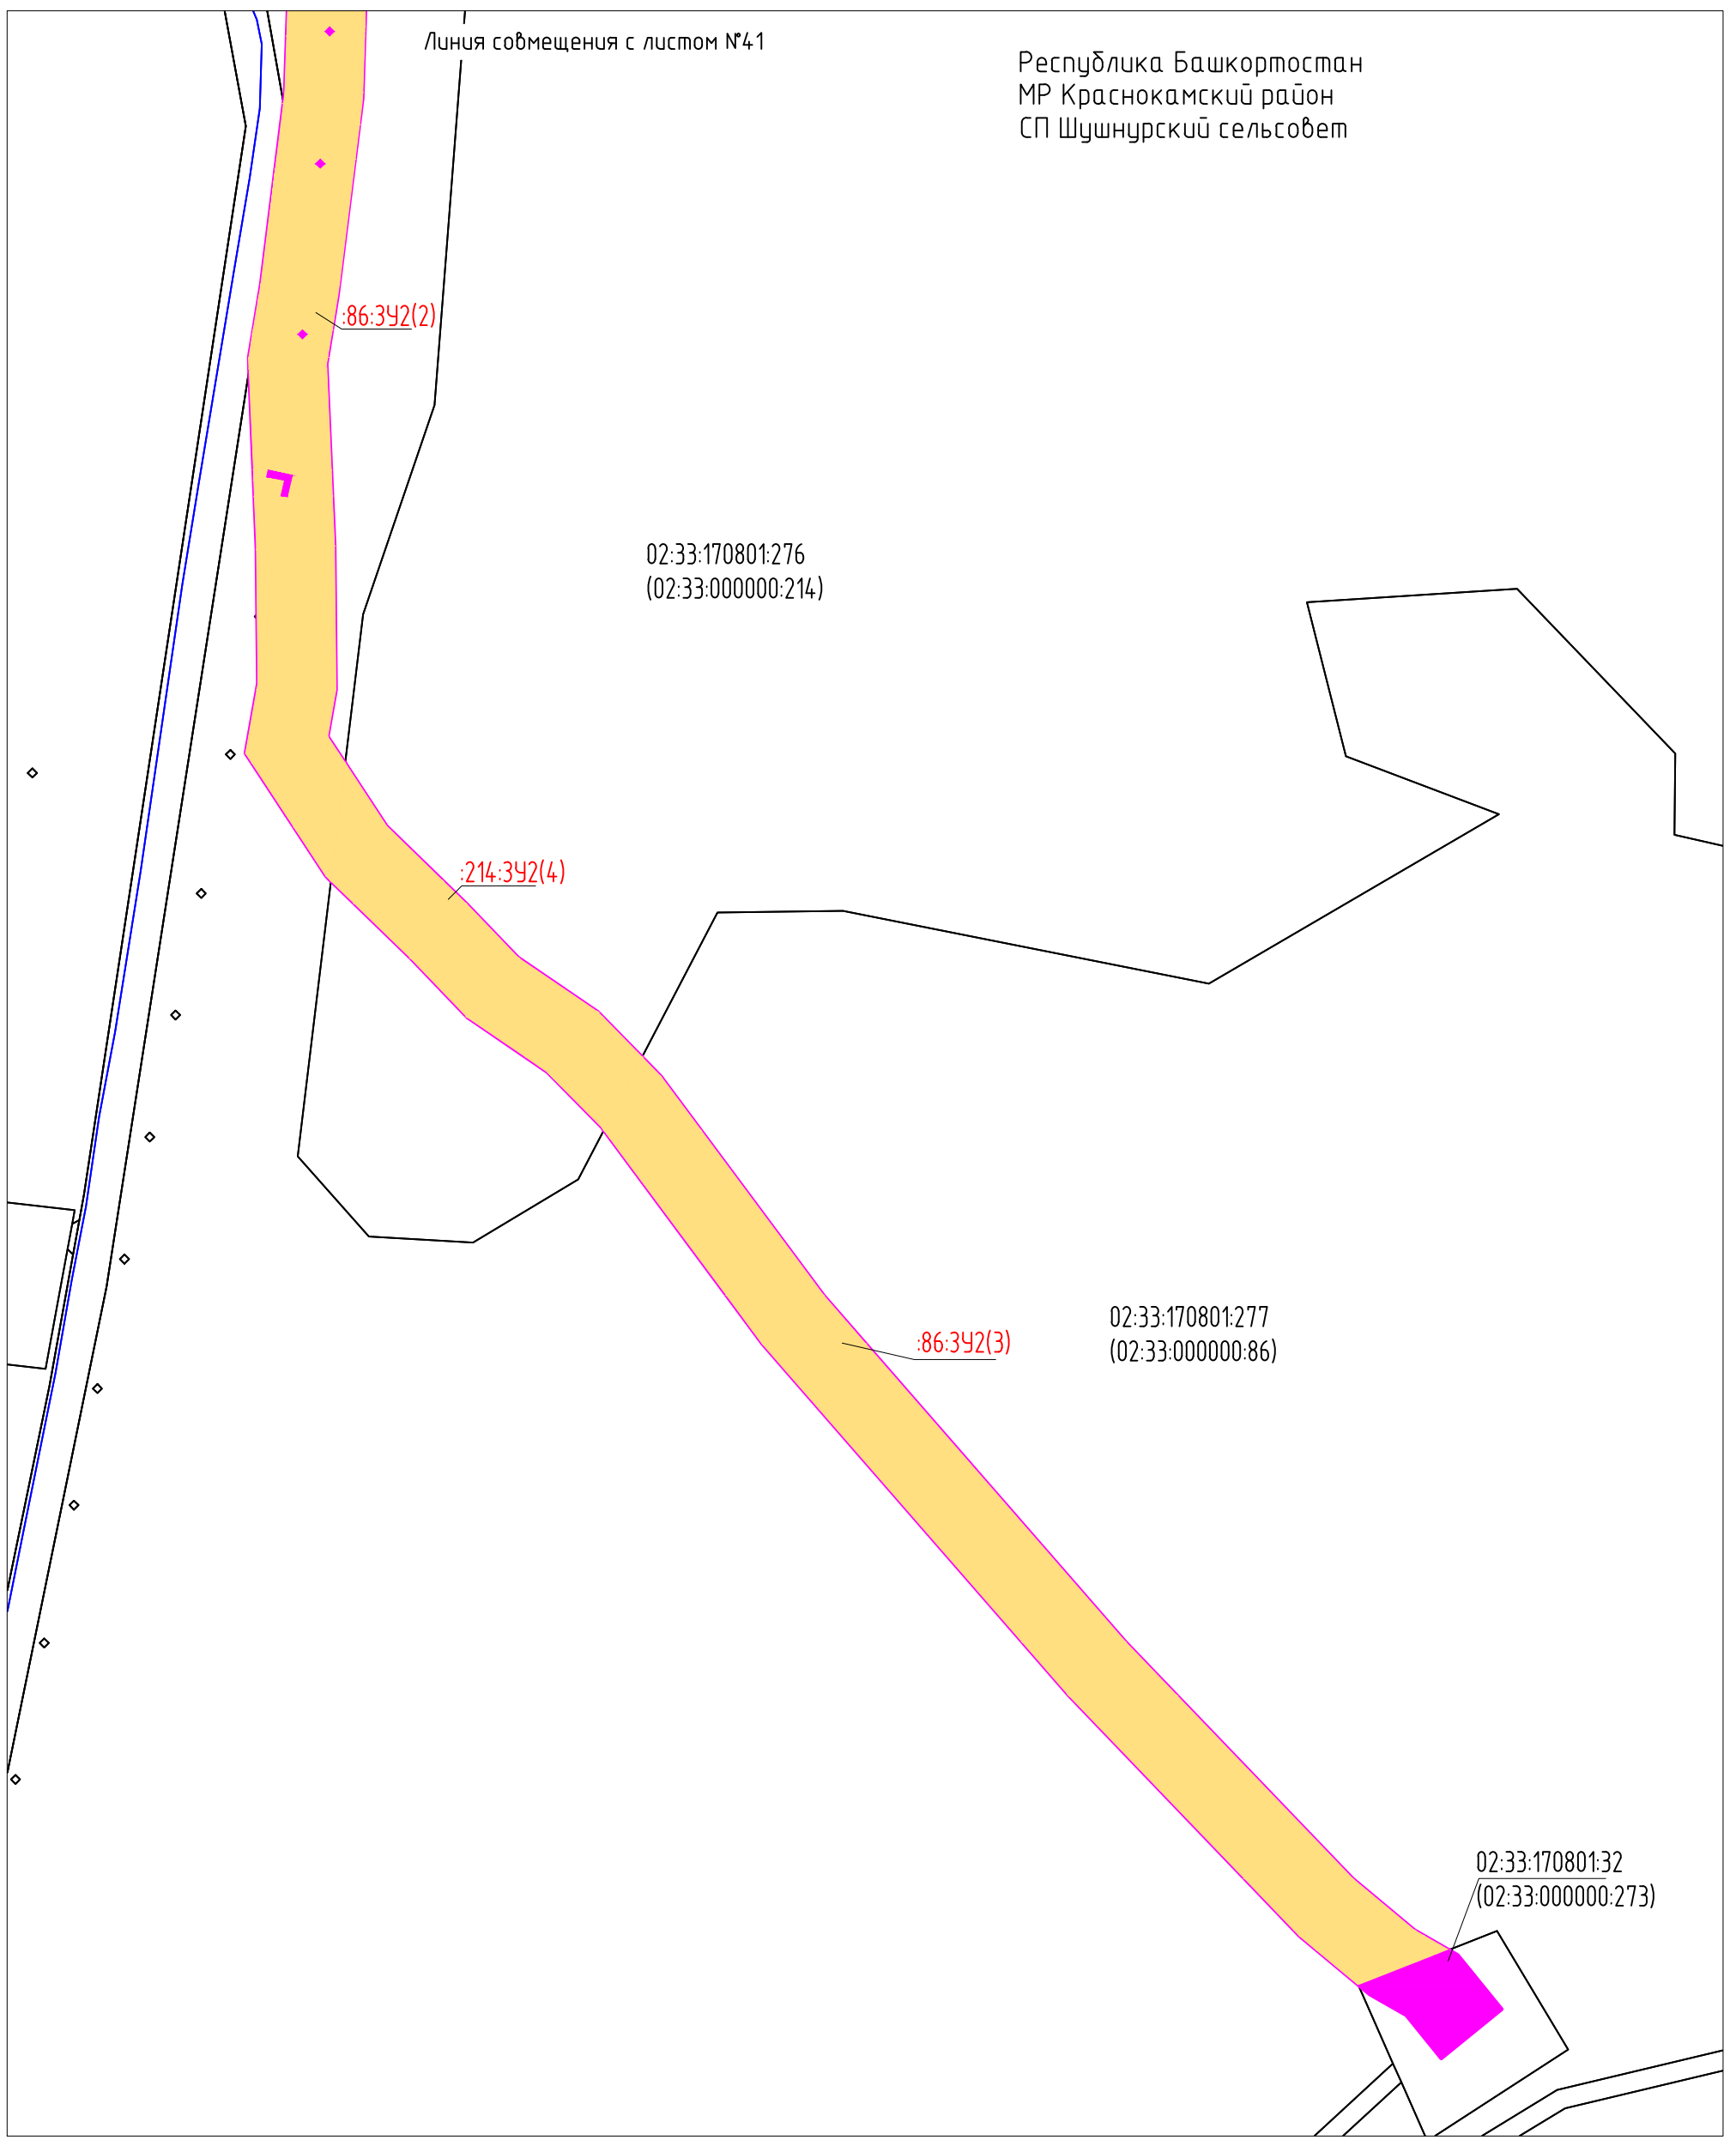 Линия совмещения с листом №41
Республика Башкортостан
МР Краснокамский район
СП Шушнурский сельсовет
:86:ЗУ2(2)
02:33:170801:276
(02:33:000000:214)
:214:ЗУ2(4)
02:33:170801:277
(02:33:000000:86)
:86:ЗУ2(3)
02:33:170801:32
(02:33:000000:273)